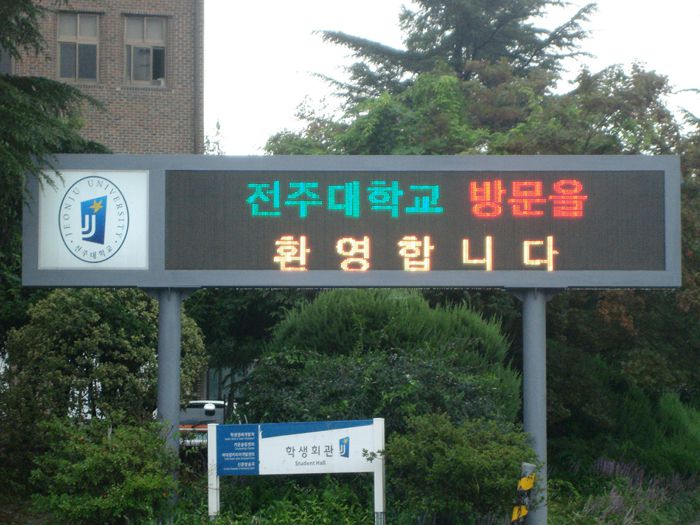 JEONJU UNIVERSITY
전주대학교
전주대학교 방문을
환영합니다
학생회관
Student Hall